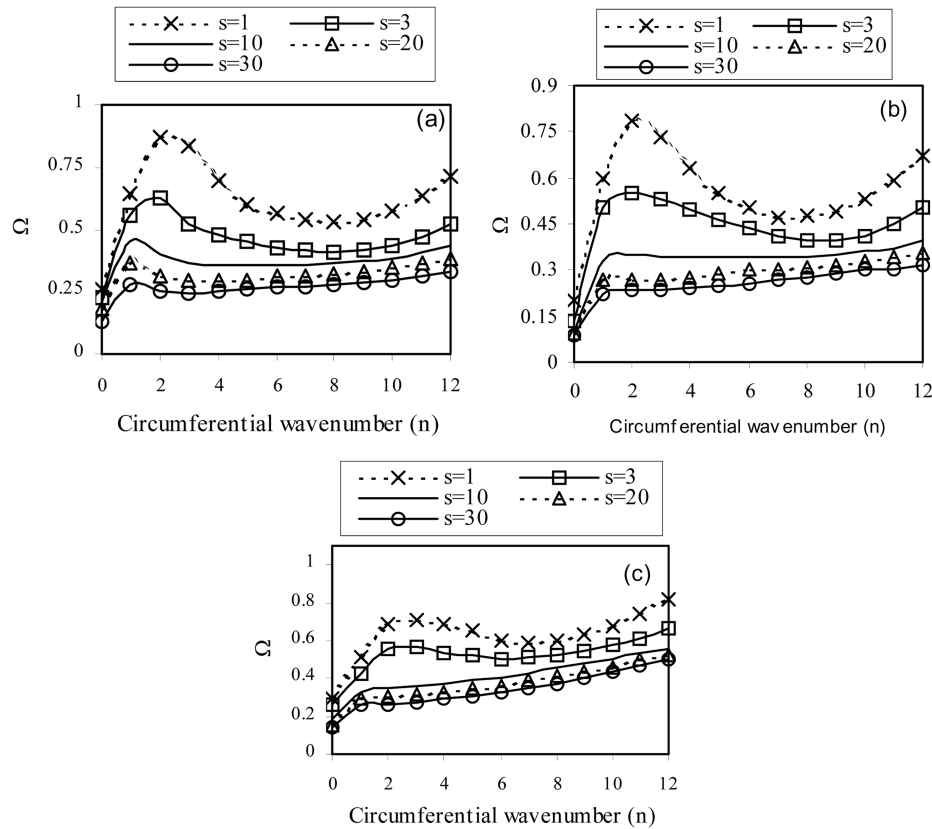 s=1 s=3
s=10 s=20
s=30
(a)
1
0.75
0.5
0.25
0
Ω
0 2 4 6 8 10 12
Circumferential wavenumber (n)
s=1 s=3
s=10 s=20
s=30
(b)
0.9
0.75
0.6
0.45
0.3
0.15
0
Ω
0 2 4 6 8 10 12
Circumferential wavenumber (n)
s=1 s=3
s=10 s=20
s=30
(c)
1
0.8
0.6
0.4
0.2
0
Ω
0 2 4 6 8 10 12
Circumferential wavenumber (n)